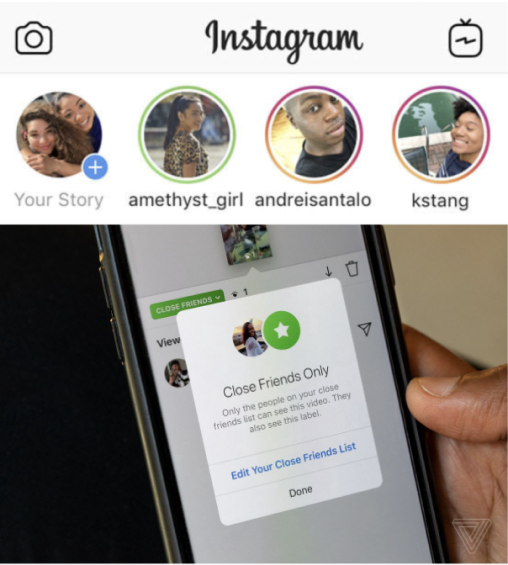 Instagram
Your Story
amethyst_girl
andreisantalo
kstang
CLOSE FRIENDS
1
View
Close Friends Only
Only the people on your close
friends list can see this video. They
also see this label.
Edit Your Close Friends List
Done